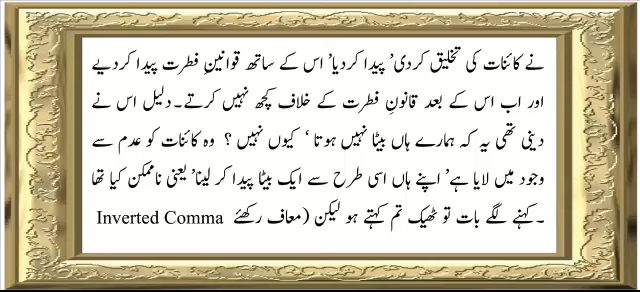 نے کائنات کی تخلیق کردی’ پیدا کردیا’ اس کے ساتھ قوانینِ فطرت پیدا کردیے
اور اب اس کے بعد قانونِ فطرت کے خلاف کچھ نہیں کرتے۔دلیل اس نے
دینی تھی یہ کہ ہمارے ہاں بیٹا نہیں ہوتا ‘ کیوں نہیں ؟ وہ کائنات کو عدم سے
وجود میں لایا ہے’ اپنے ہاں اسی طرح سے ایک بیٹا پیدا کر لینا’ یعنی ناممکن کیا تھا
۔کہنے لگے بات تو ٹھیک تم کہتے ہو لیکن (معاف رکھئے Inverted Comma